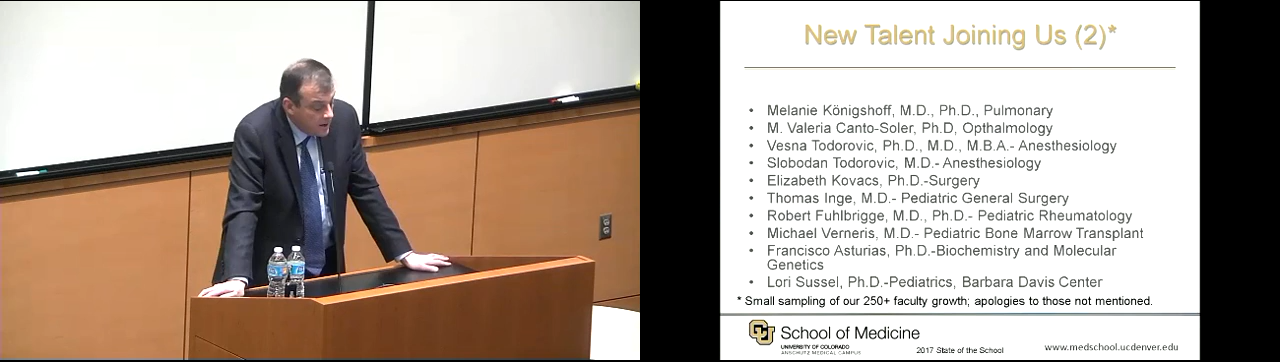 New Talent Joining Us (2)*
• Melanie Königshoff, M.D., Ph.D., Pulmonary
• M. Valeria Canto-Soler, Ph.D, Opthalmology
• Vesna Todorovic, Ph.D., M.D., M.B.A.- Anesthesiology
• Slobodan Todorovic, M.D.- Anesthesiology
• Elizabeth Kovacs, Ph.D.-Surgery
• Thomas Inge, M.D.- Pediatric General Surgery
• Robert Fuhlbrigge, M.D., Ph.D.- Pediatric Rheumatology
• Michael Verneris, M.D.- Pediatric Bone Marrow Transplant
• Francisco Asturias, Ph.D.-Biochemistry and Molecular
Genetics
• Lori Sussel, Ph.D.-Pediatrics, Barbara Davis Center
* Small sampling of our 250+ faculty growth; apologies to those not mentioned.
School of Medicine
UNIVERSITY OF COLORADO
ANSCHUTZ MEDICAL CAMPUS
2017 State of the School
www.medschool.ucdenver.edu